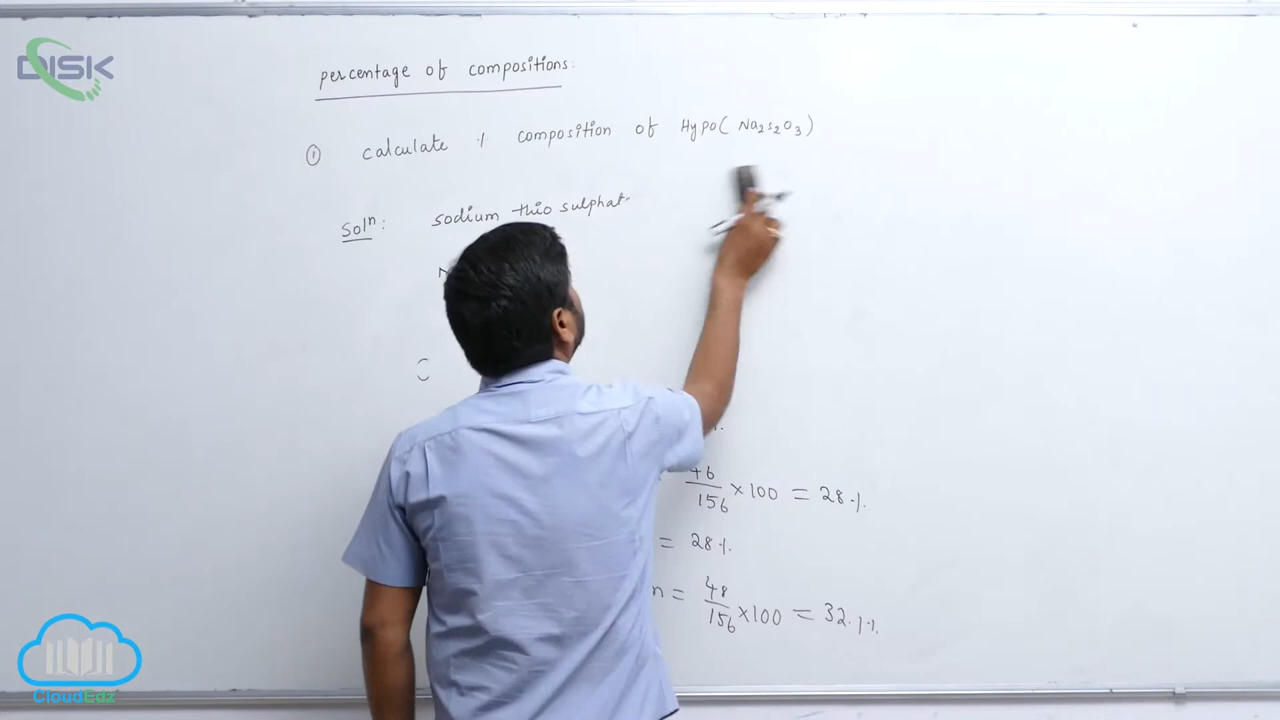 DISK
percentage of compositions:
① calculate % composition of Hypo(Na₂S₂O₃)
Solⁿ: sodium thio sulphat
46/156 × 100 = 28 %
= 28 %
n = 48/156 × 100 = 32.1 %
CloudEdz